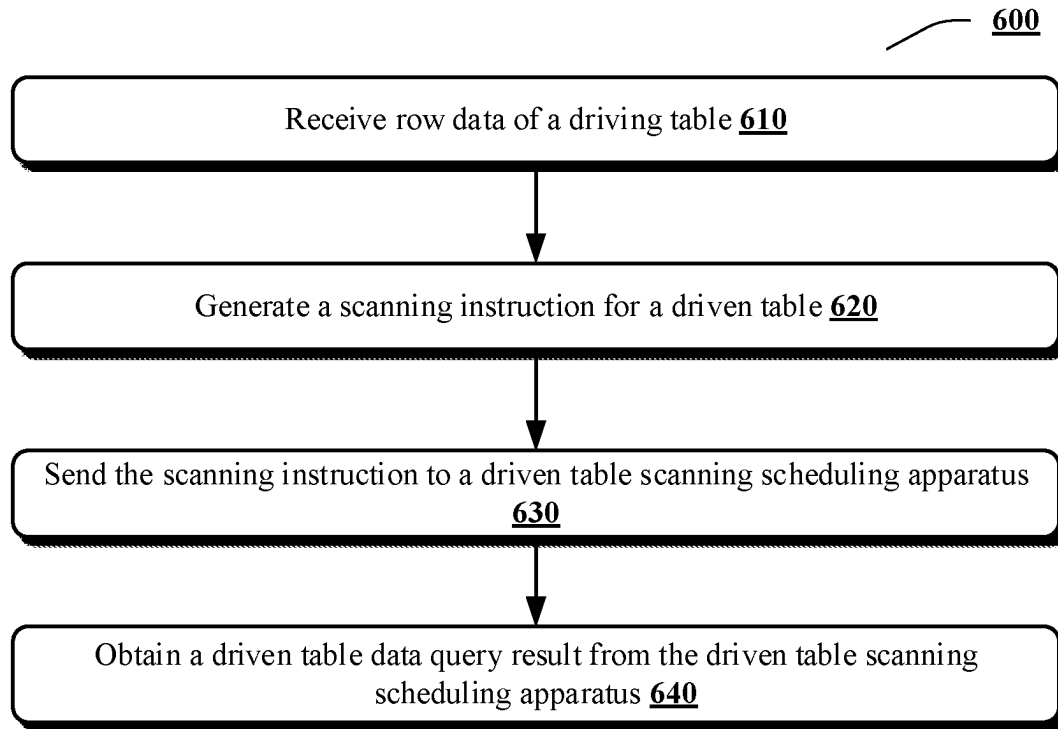 600
Receive row data of a driving table 610
Generate a scanning instruction for a driven table 620
Send the scanning instruction to a driven table scanning scheduling apparatus
630
Obtain a driven table data query result from the driven table scanning
scheduling apparatus 640